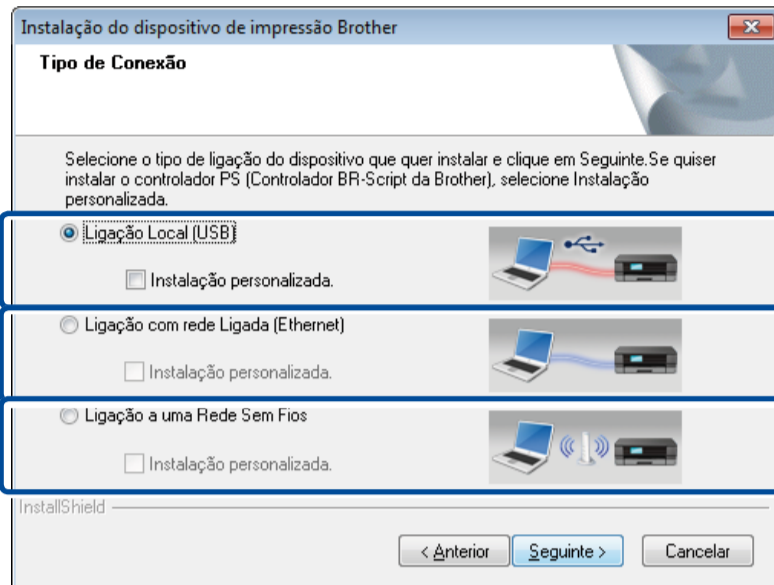 Instalação do dispositivo de impressão Brother
Tipo de Conexão
Selecione o tipo de ligação do dispositivo que quer instalar e clique em Seguinte.Se quiser
instalar o controlador PS (Controlador BR-Script da Brother), selecione Instalação
personalizada.
Ligação Local (USB)
Instalação personalizada.
Ligação com rede Ligada (Ethernet)
Instalação personalizada.
Ligação a uma Rede Sem Fios
Instalação personalizada.
InstallShield
< Anterior
Seguinte >
Cancelar